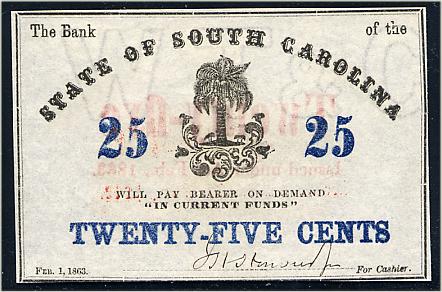 The Bank of the
STATE OF SOUTH CAROLINA
25 25
WILL PAY BEARER ON DEMAND
"IN CURRENT FUNDS"
TWENTY-FIVE CENTS
FEB. 1, 1863. For Cashier.